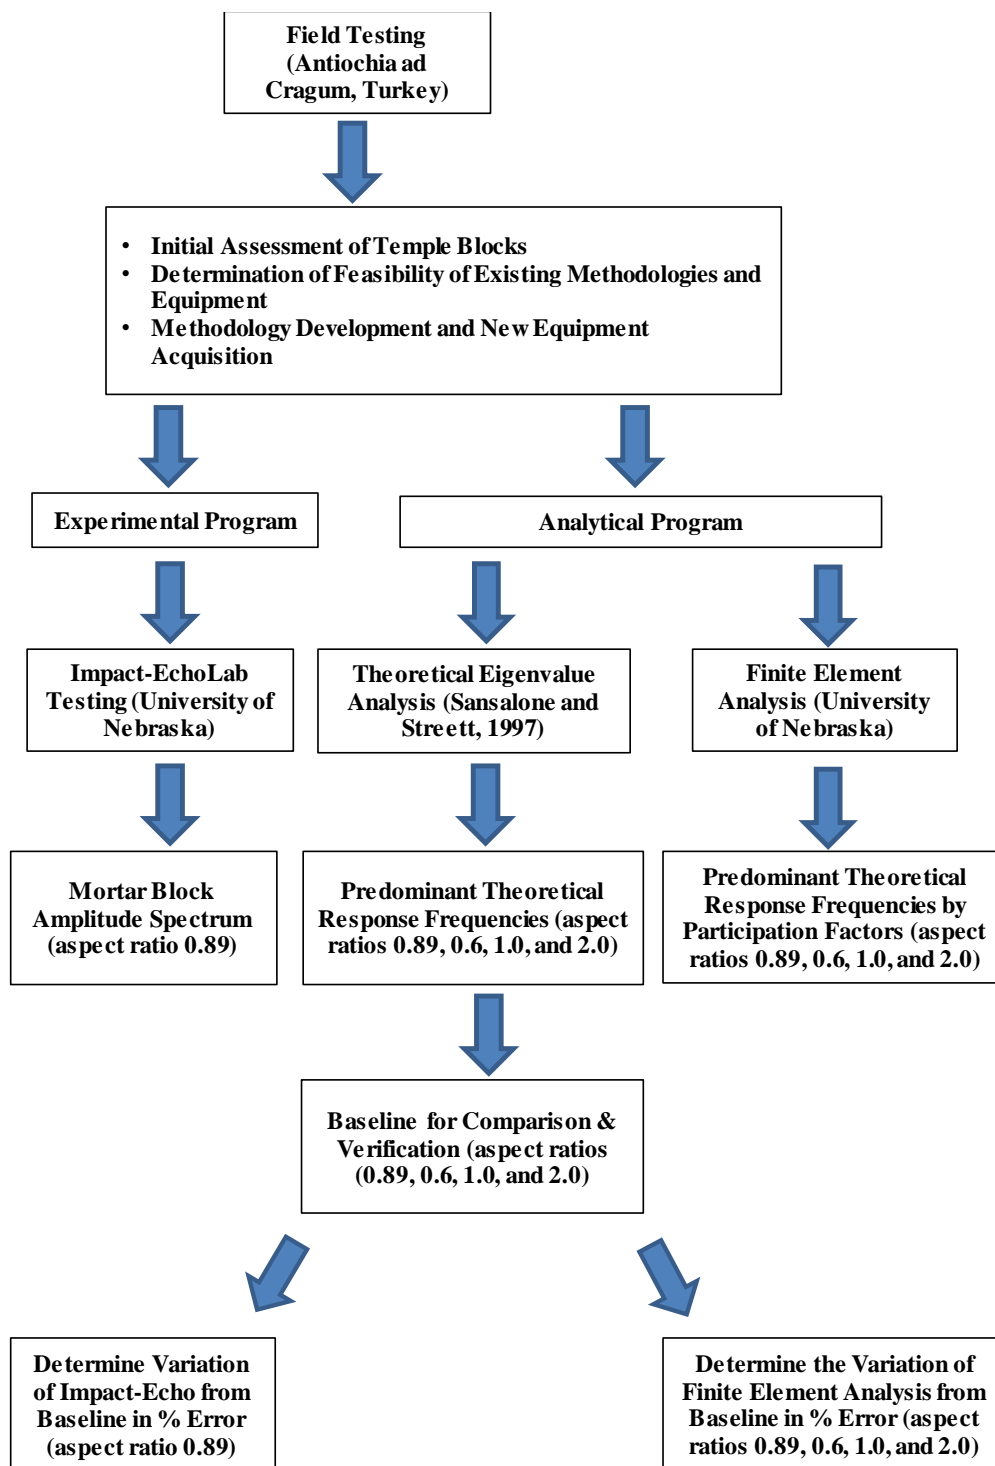 Field Testing
(Antiochia ad
Cragum, Turkey)
• Initial Assessment of Temple Blocks
• Determination of Feasibility of Existing Methodologies and
Equipment
• Methodology Development and New Equipment
Acquisition
Experimental Program
Analytical Program
Impact-EchoLab
Testing (University of
Nebraska)
Theoretical Eigenvalue
Analysis (Sansalone and
Streett, 1997)
Finite Element
Analysis (University
of Nebraska)
Mortar Block
Amplitude Spectrum
(aspect ratio 0.89)
Predominant Theoretical
Response Frequencies (aspect
ratios 0.89, 0.6, 1.0, and 2.0)
Predominant Theoretical
Response Frequencies by
Participation Factors (aspect
ratios 0.89, 0.6, 1.0, and 2.0)
Baseline for Comparison &
Verification (aspect ratios
(0.89, 0.6, 1.0, and 2.0)
Determine Variation
of Impact-Echo from
Baseline in % Error
(aspect ratio 0.89)
Determine the Variation of
Finite Element Analysis from
Baseline in % Error (aspect
ratios 0.89, 0.6, 1.0, and 2.0)